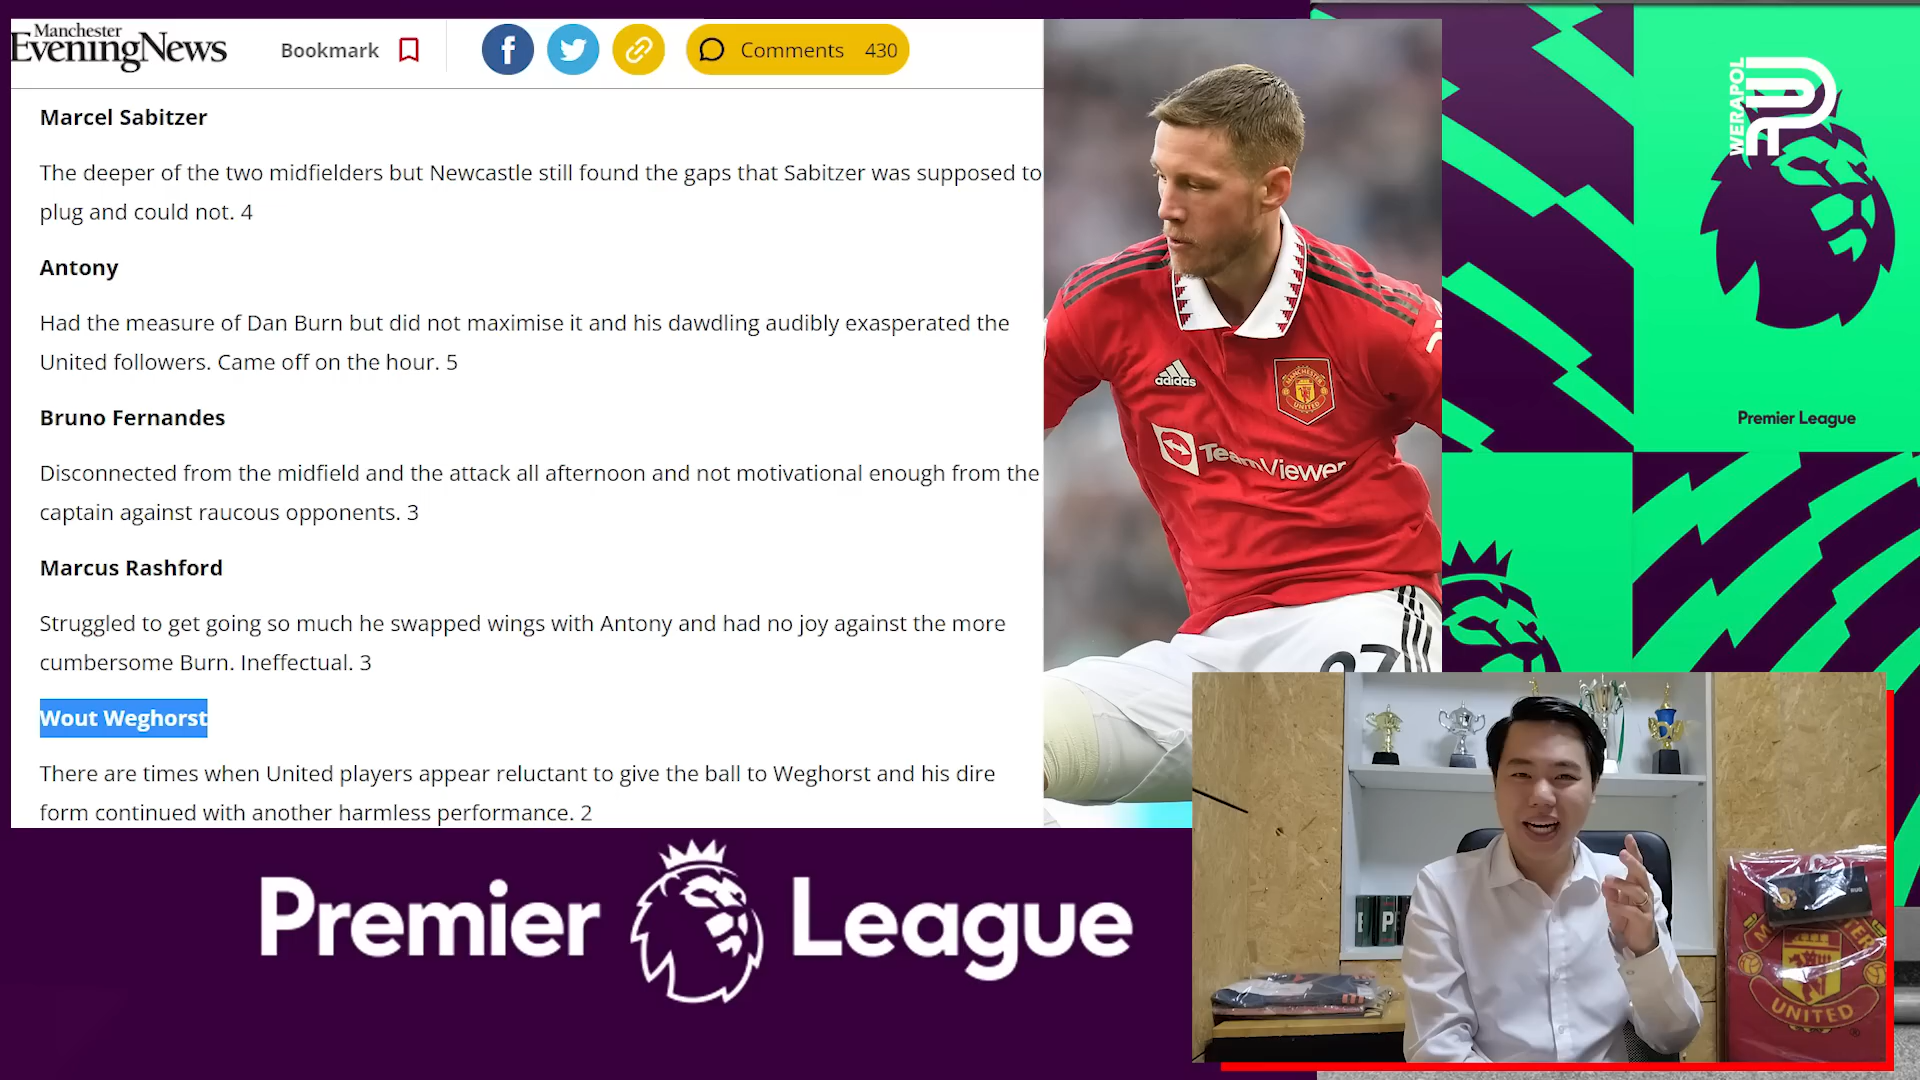 Manchester
Evening News
Bookmark
Comments 430
Marcel Sabitzer
The deeper of the two midfielders but Newcastle still found the gaps that Sabitzer was supposed to
plug and could not. 4
Antony
Had the measure of Dan Burn but did not maximise it and his dawdling audibly exasperated the
United followers. Came off on the hour. 5
Bruno Fernandes
Disconnected from the midfield and the attack all afternoon and not motivational enough from the
captain against raucous opponents. 3
Marcus Rashford
Struggled to get going so much he swapped wings with Antony and had no joy against the more
cumbersome Burn. Ineffectual. 3
Wout Weghorst
There are times when United players appear reluctant to give the ball to Weghorst and his dire
form continued with another harmless performance. 2
adidas
MANCHESTER
UNITED
TeamViewer
WERAPOL
Premier League
Premier League
UNITED